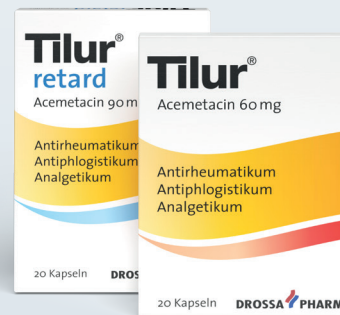 Tilur®
retard
Acemetacin 90 m
Antirheumatikum
Antiphlogistikum
Analgetikum
20 Kapseln DROS
Tilur®
Acemetacin 60 mg
Antirheumatikum
Antiphlogistikum
Analgetikum
20 Kapseln DROSSA PHARM